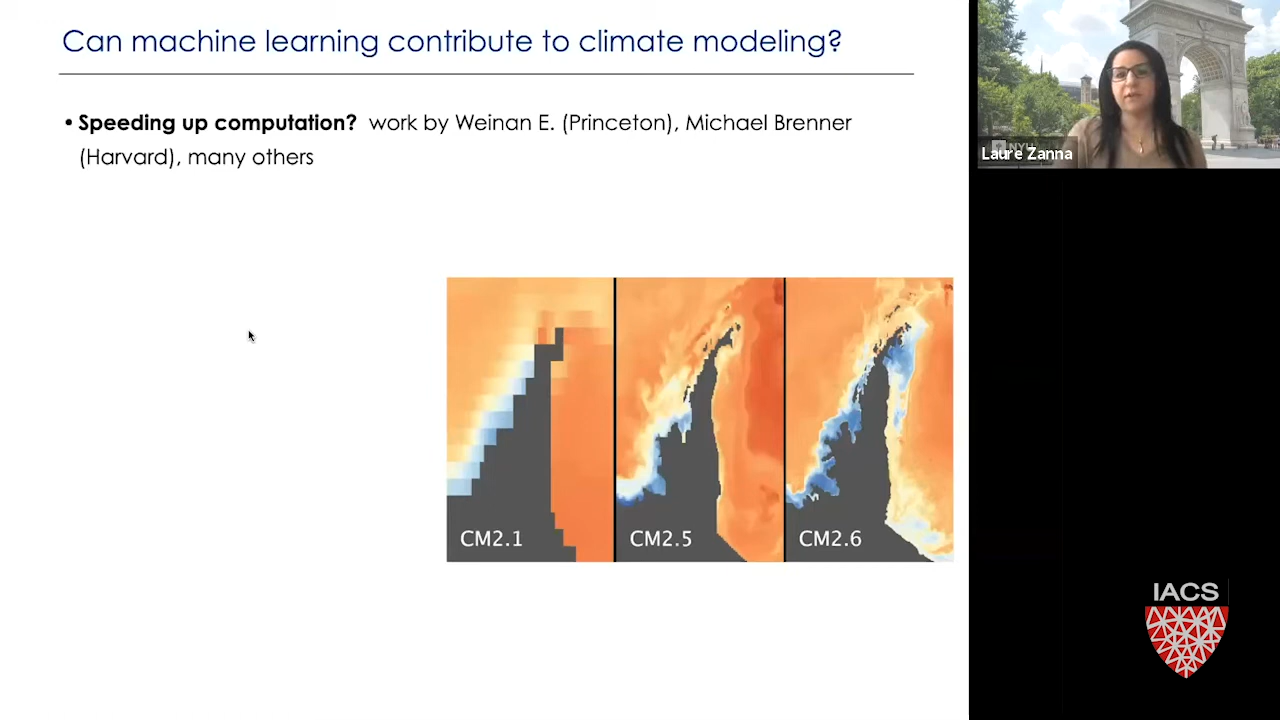 Can machine learning contribute to climate modeling?
• Speeding up computation? work by Weinan E. (Princeton), Michael Brenner
(Harvard), many others
CM2.1
CM2.5
CM2.6
NYU
Laure Zanna
IACS